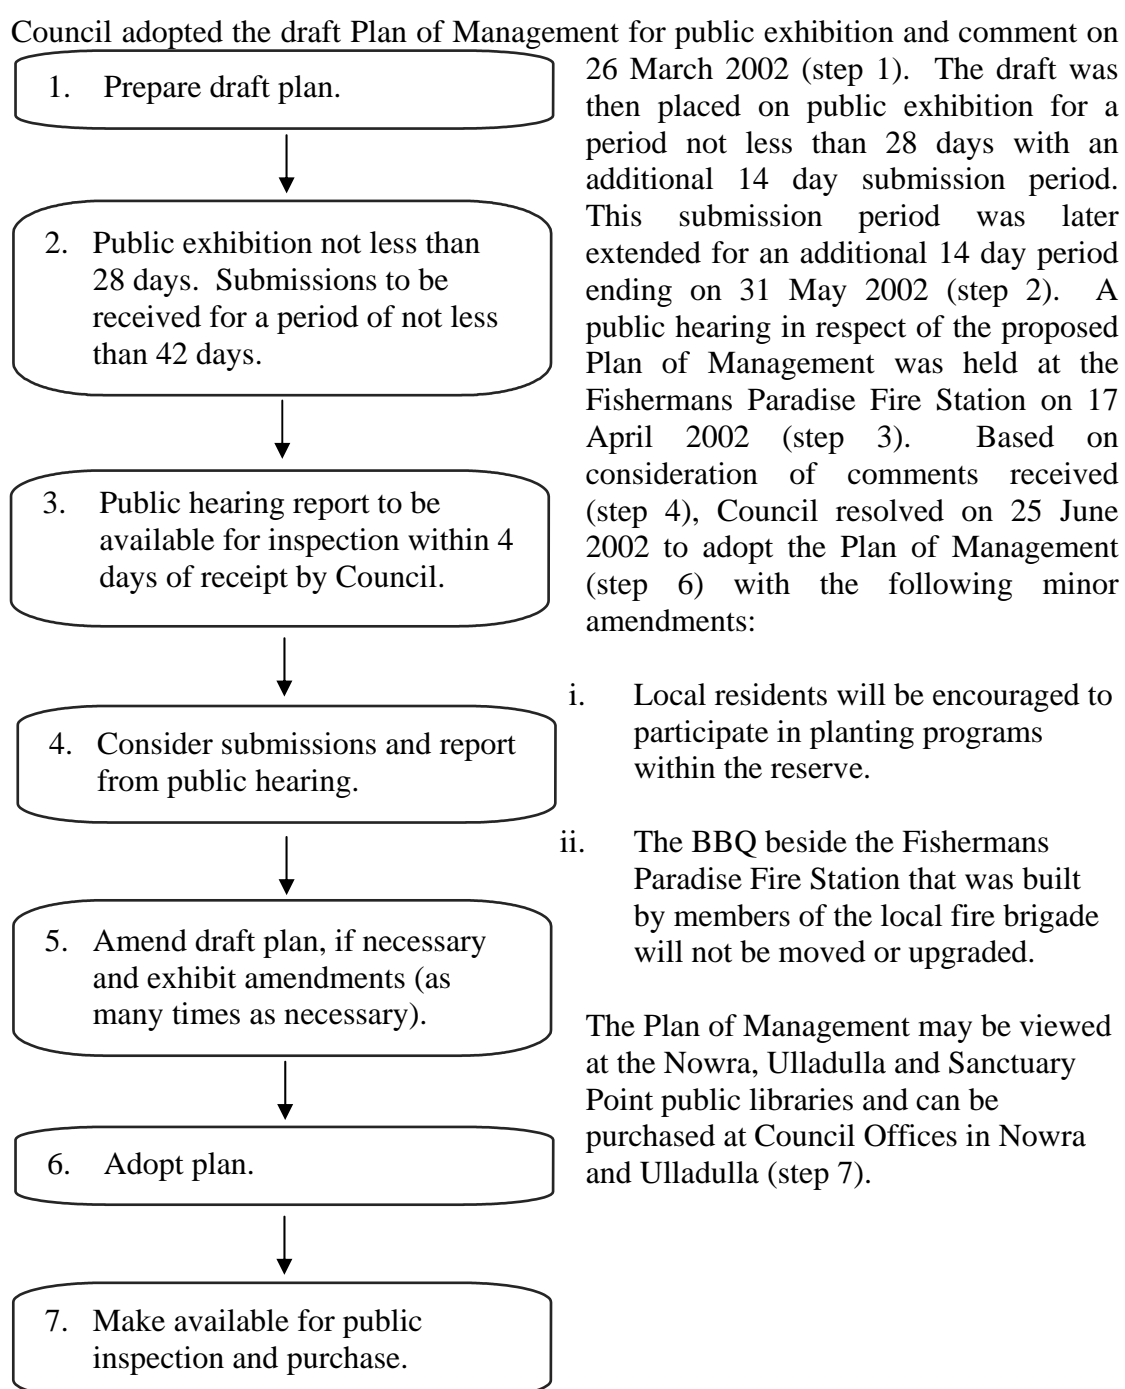 Council adopted the draft Plan of Management for public exhibition and comment on
26 March 2002 (step 1). The draft was
then placed on public exhibition for a
period not less than 28 days with an
additional 14 day submission period.
This submission period was later
extended for an additional 14 day period
ending on 31 May 2002 (step 2). A
public hearing in respect of the proposed
Plan of Management was held at the
Fishermans Paradise Fire Station on 17
April 2002 (step 3). Based on
consideration of comments received
(step 4), Council resolved on 25 June
2002 to adopt the Plan of Management
(step 6) with the following minor
amendments:
i. Local residents will be encouraged to
participate in planting programs
within the reserve.
ii. The BBQ beside the Fishermans
Paradise Fire Station that was built
by members of the local fire brigade
will not be moved or upgraded.
The Plan of Management may be viewed
at the Nowra, Ulladulla and Sanctuary
Point public libraries and can be
purchased at Council Offices in Nowra
and Ulladulla (step 7).
1. Prepare draft plan.
2. Public exhibition not less than
28 days. Submissions to be
received for a period of not less
than 42 days.
3. Public hearing report to be
available for inspection within 4
days of receipt by Council.
4. Consider submissions and report
from public hearing.
5. Amend draft plan, if necessary
and exhibit amendments (as
many times as necessary).
6. Adopt plan.
7. Make available for public
inspection and purchase.